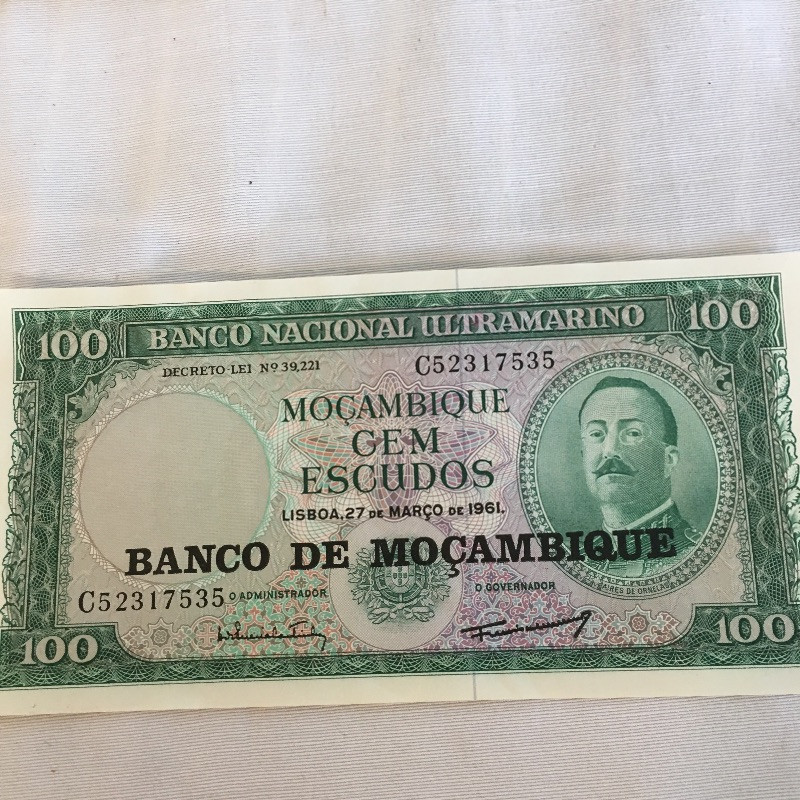 100 BANCO NACIONAL ULTRAMARINO 100
DECRETO-LEI Nº 39,221 C52317535
MOÇAMBIQUE
CEM
ESCUDOS
LISBOA, 27 DE MARÇO DE 1961.
BANCO DE MOÇAMBIQUE
AIRES DE ORNELAS
C52317535 O ADMINISTRADOR O GOVERNADOR
100 100